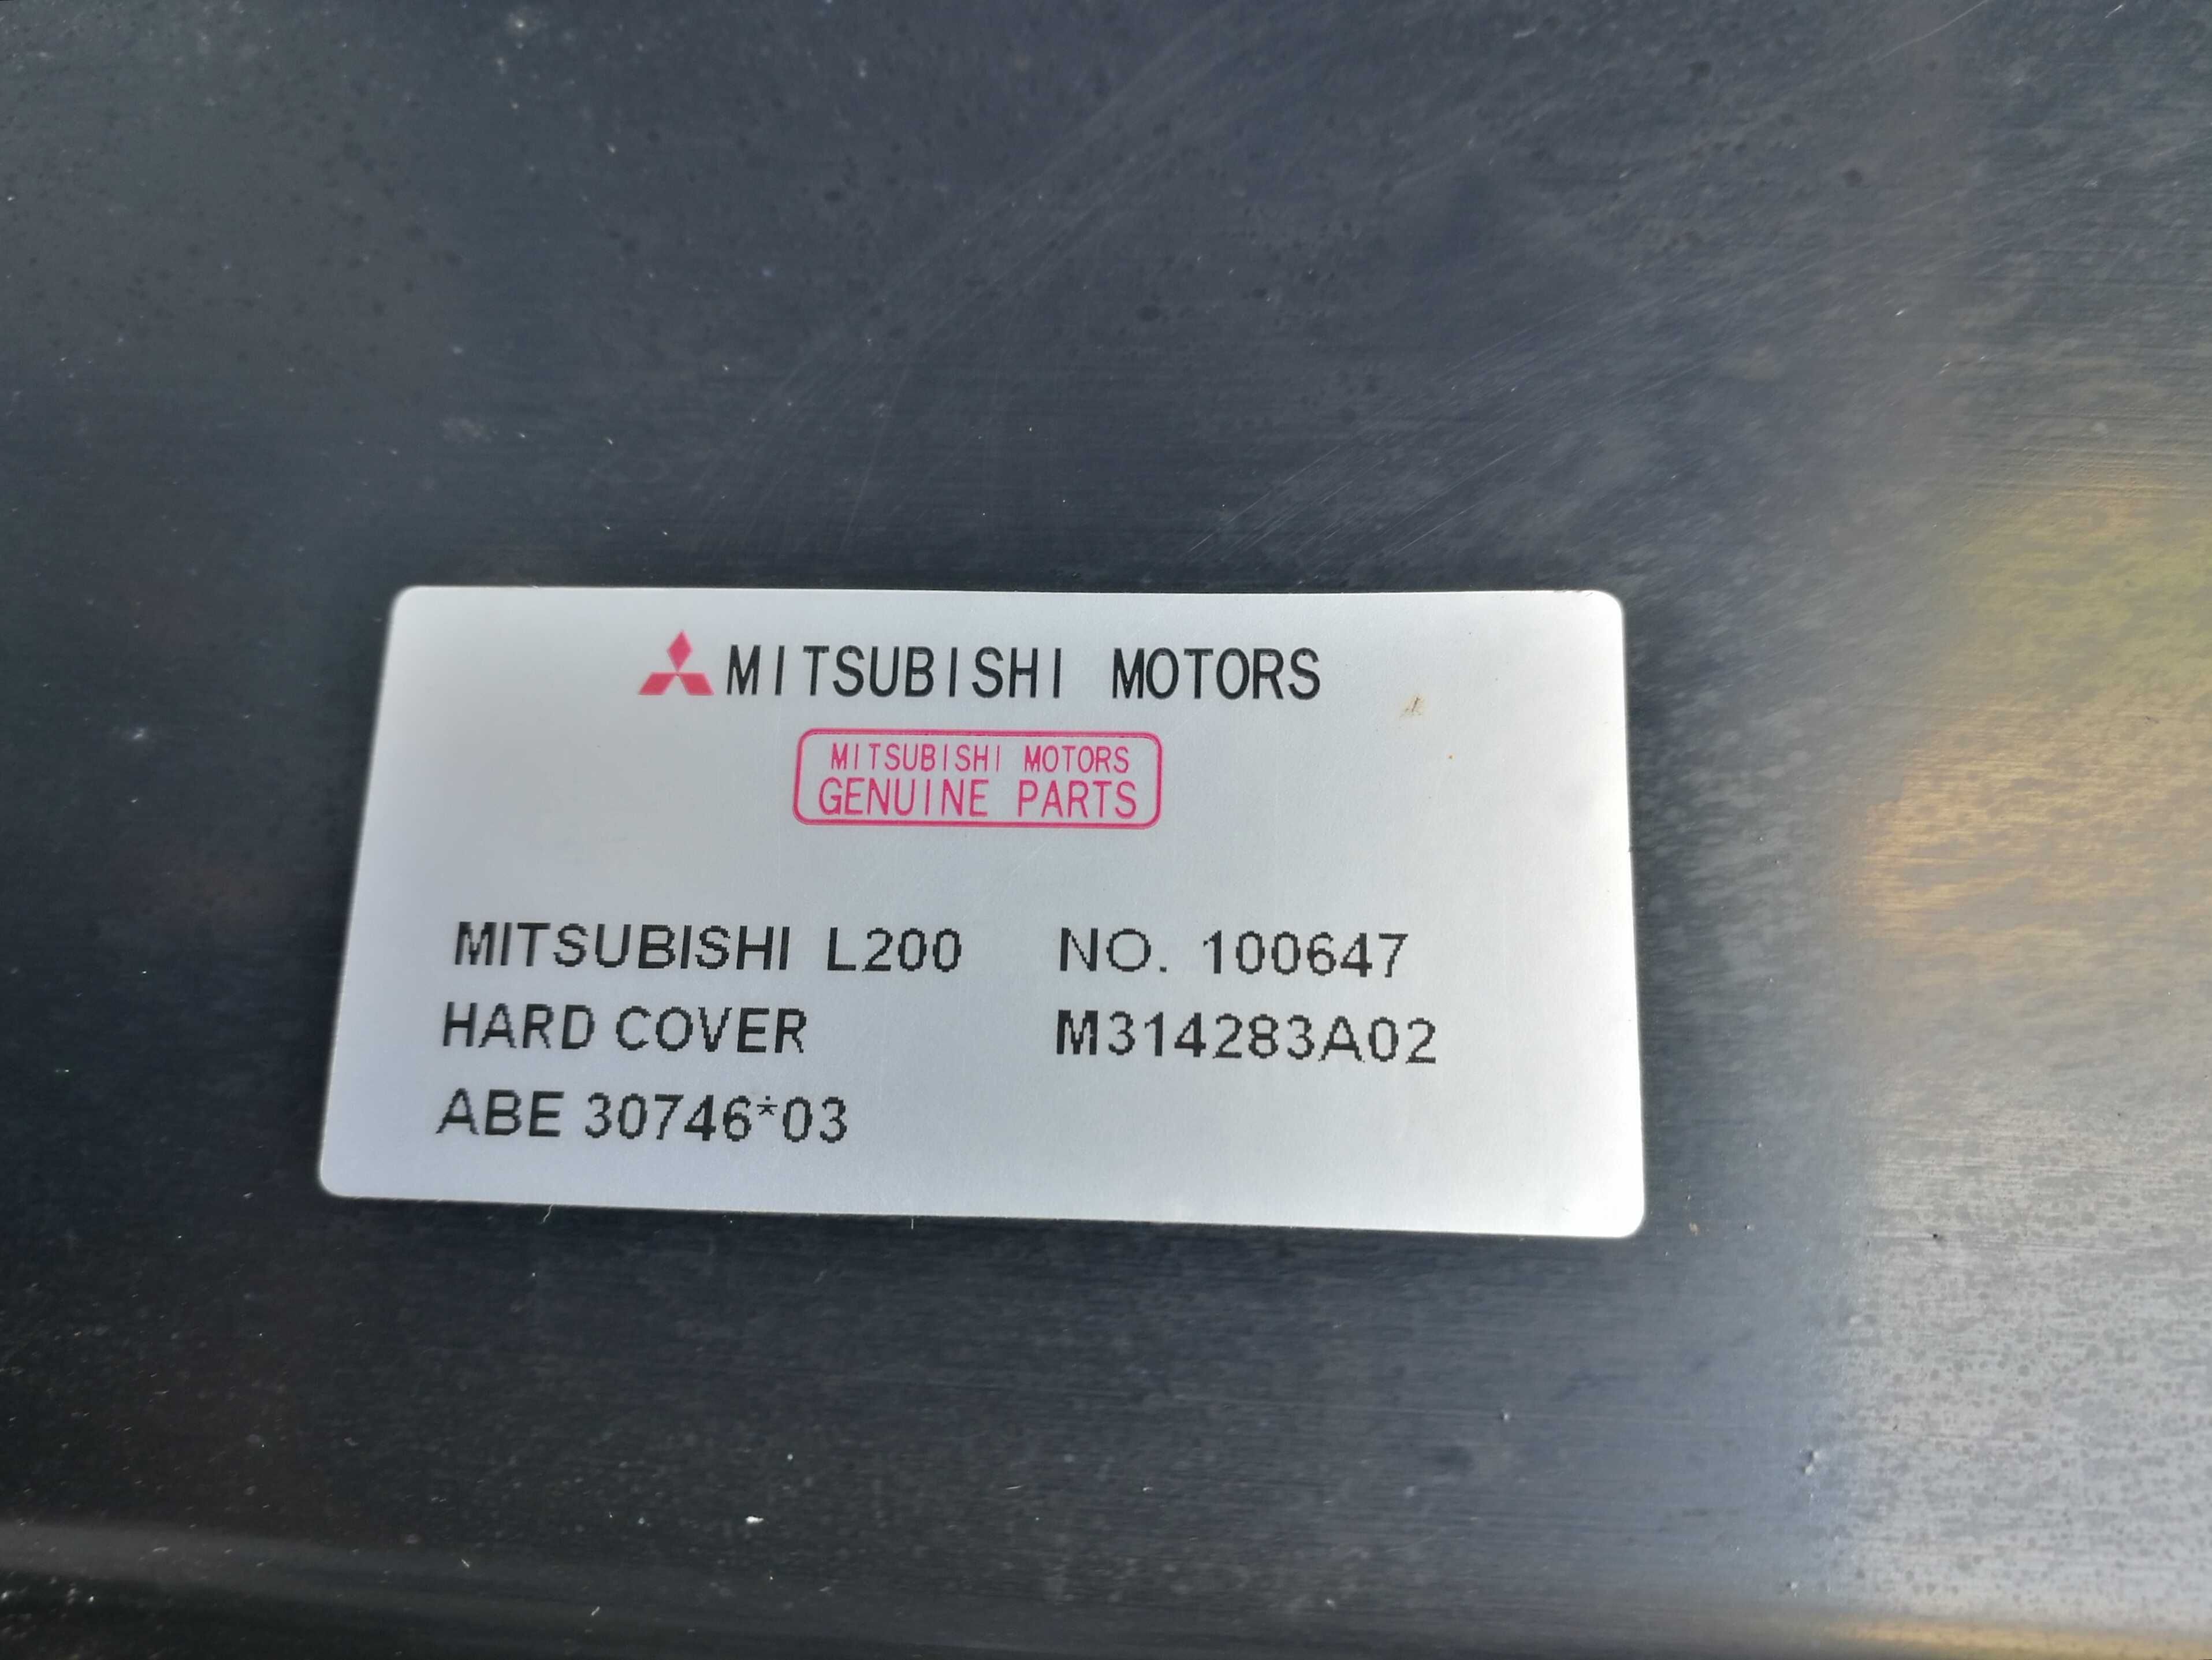 MITSUBISHI MOTORS
MITSUBISHI MOTORS
GENUINE PARTS
MITSUBISHI L200 NO. 100647
HARD COVER M314283A02
ABE 30746*03